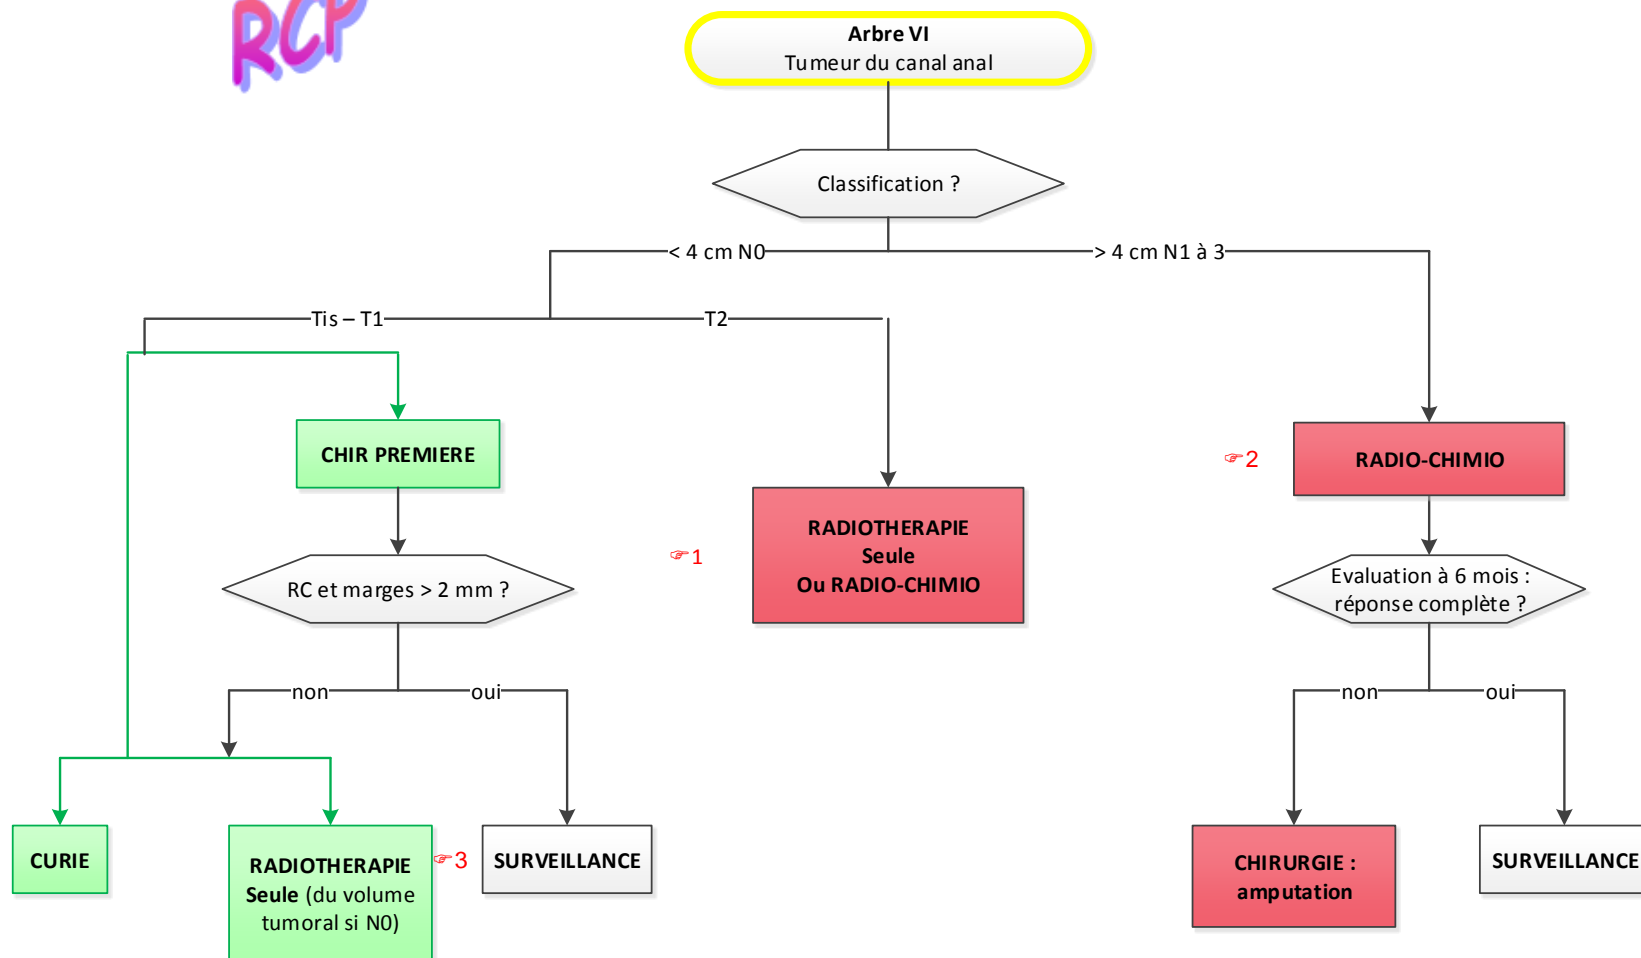 RCP
Arbre VI
Tumeur du canal anal
Classification ?
< 4 cm N0
> 4 cm N1 à 3
Tis – T1
T2
CHIR PREMIERE
☞2
RADIO-CHIMIO
☞1
RADIOTHERAPIE
Seule
Ou RADIO-CHIMIO
RC et marges > 2 mm ?
Evaluation à 6 mois :
réponse complète ?
non
oui
non
oui
CURIE
RADIOTHERAPIE
Seule (du volume
tumoral si N0)
☞3
SURVEILLANCE
CHIRURGIE :
amputation
SURVEILLANCE